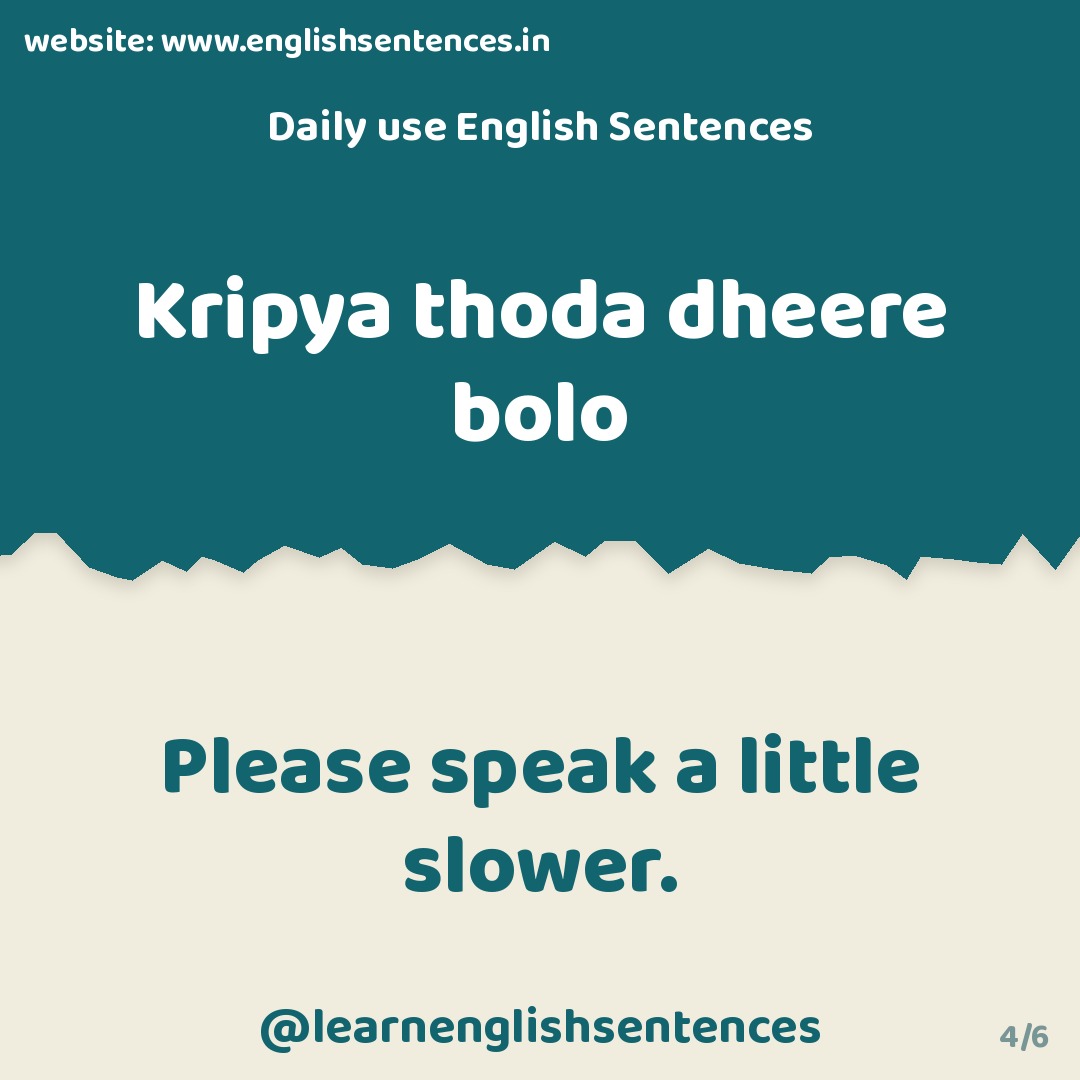 website: www.englishsentences.in
Daily use English Sentences
Kripya thoda dheere
bolo
Please speak a little
slower.
@learnenglishsentences
4/6